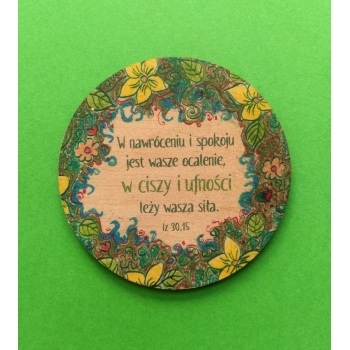 W nawróceniu i spokoju
jest wasze ocalenie,
w ciszy i ufności
leży wasza siła.
Iz 30,15